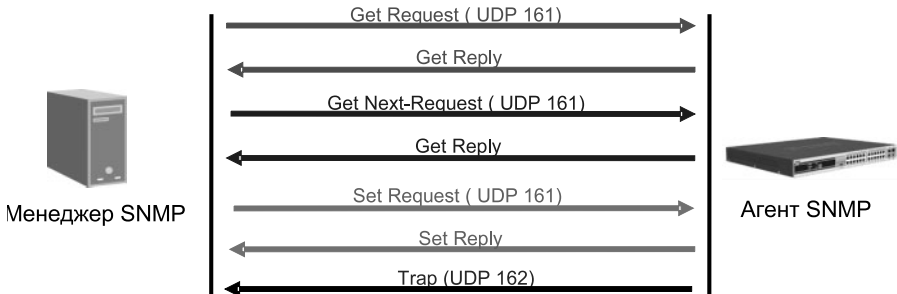 Get Request ( UDP 161)
Get Reply
Get Next-Request ( UDP 161)
Get Reply
Set Request ( UDP 161)
Set Reply
Trap (UDP 162)
Менеджер SNMP
Агент SNMP